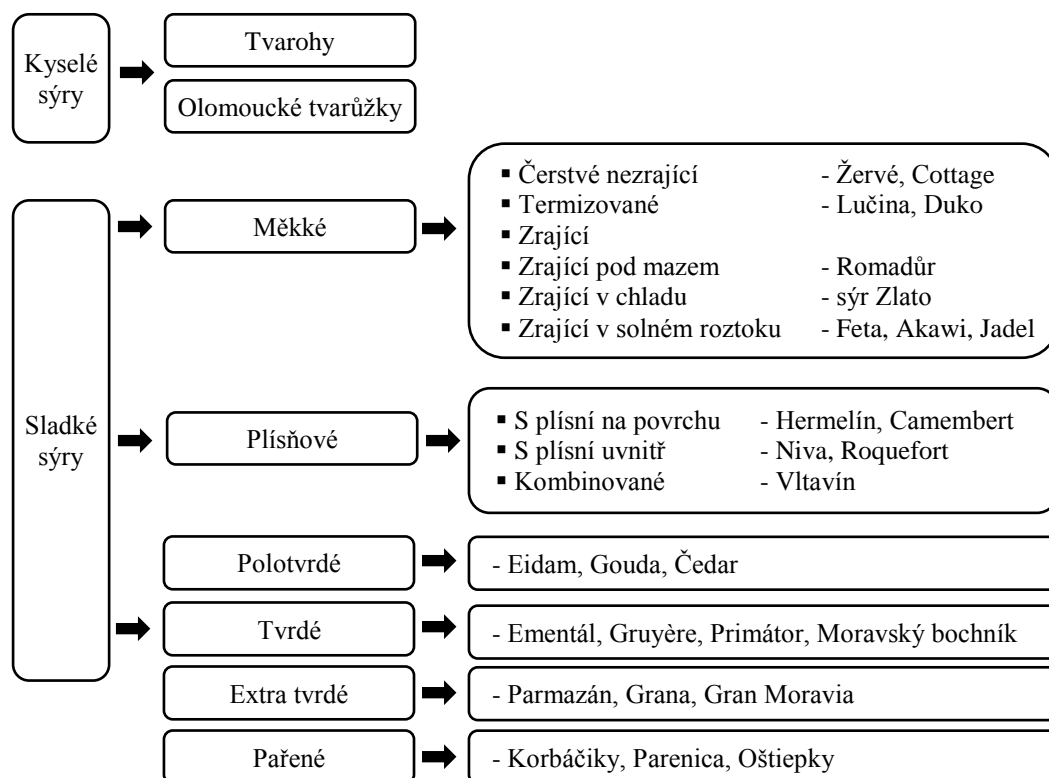 Kyselé
sýry
Tvarohy
Olomoucké tvarůžky
Sladké
sýry
Měkké
▪ Čerstvé nezrající - Žervé, Cottage
▪ Termizované - Lučina, Duko
▪ Zrající
▪ Zrající pod mazem - Romadůr
▪ Zrající v chladu - sýr Zlato
▪ Zrající v solném roztoku - Feta, Akawi, Jadel
Plísňové
▪ S plísní na povrchu - Hermelín, Camembert
▪ S plísní uvnitř - Niva, Roquefort
▪ Kombinované - Vltavín
Polotvrdé
- Eidam, Gouda, Čedar
Tvrdé
- Ementál, Gruyère, Primátor, Moravský bochník
Extra tvrdé
- Parmazán, Grana, Gran Moravia
Pařené
- Korbáčiky, Parenica, Oštiepky